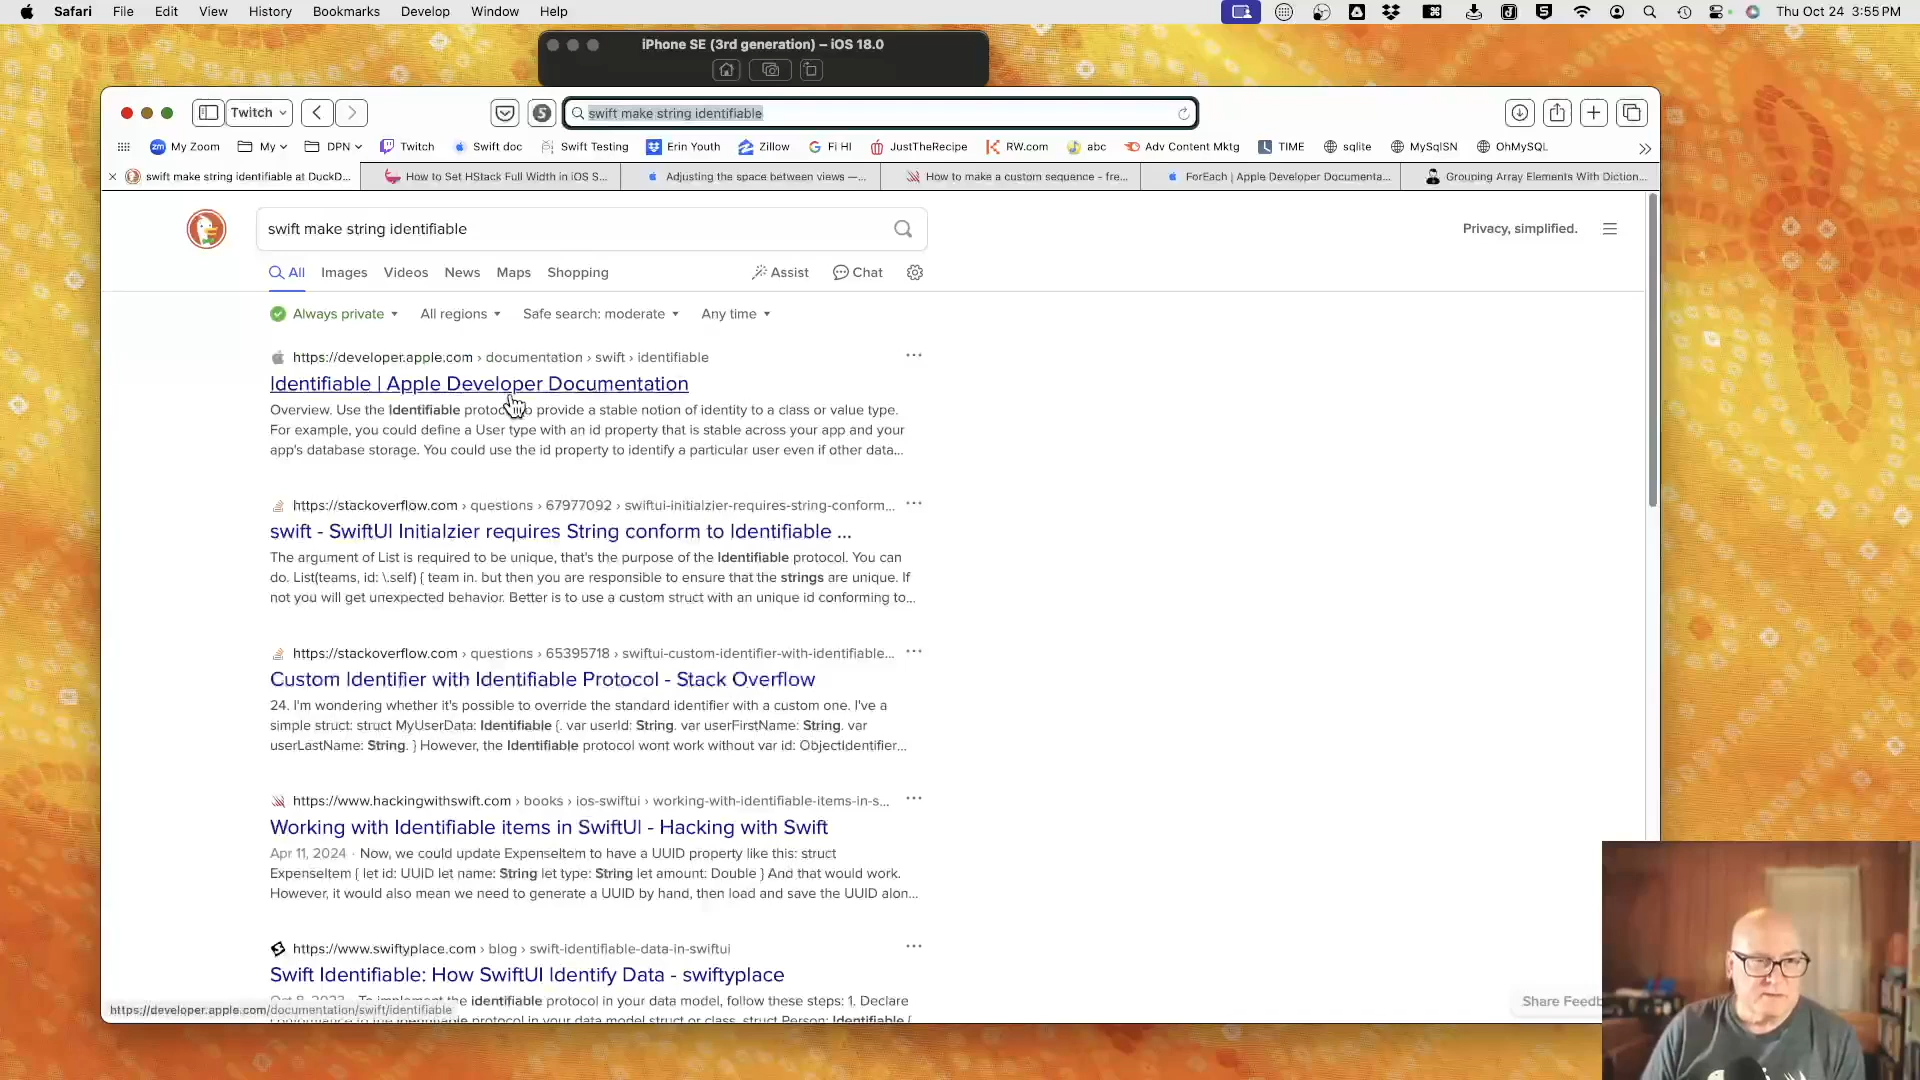 Safari File Edit View History Bookmarks Develop Window Help
Thu Oct 24 3:55 PM
iPhone SE (3rd generation) – iOS 18.0
Twitch
swift make string identifiable
My Zoom My DPN Twitch Swift doc Swift Testing Erin Youth Zillow Fi HI JustTheRecipe RW.com abc Adv Content Mktg TIME sqlite MySqlSN OhMySQL
swift make string identifiable at DuckD... How to Set HStack Full Width in iOS S... Adjusting the space between views —... How to make a custom sequence - fre... ForEach | Apple Developer Documenta... Grouping Array Elements With Diction...
swift make string identifiable
Privacy, simplified.
All Images Videos News Maps Shopping Assist Chat
Always private All regions Safe search: moderate Any time
https://developer.apple.com › documentation › swift › identifiable
Identifiable | Apple Developer Documentation
Overview. Use the Identifiable to provide a stable notion of identity to a class or value type.
For example, you could define a User type with an id property that is stable across your app and your
app's database storage. You could use the id property to identify a particular user even if other data...
https://stackoverflow.com › questions › 67977092 › swiftui-initialzier-requires-string-conform...
swift - SwiftUI Initialzier requires String conform to Identifiable ...
The argument of List is required to be unique, that's the purpose of the Identifiable protocol. You can
do. List(teams, id: \.self) { team in. but then you are responsible to ensure that the strings are unique. If
not you will get unexpected behavior. Better is to use a custom struct with an unique id conforming to...
https://stackoverflow.com › questions › 65395718 › swiftui-custom-identifier-with-identifiable...
Custom Identifier with Identifiable Protocol - Stack Overflow
24. I'm wondering whether it's possible to override the standard identifier with a custom one. I've a
simple struct: struct MyUserData: Identifiable {. var userId: String. var userFirstName: String. var
userLastName: String. } However, the Identifiable protocol wont work without var id: ObjectIdentifier...
https://www.hackingwithswift.com › books › ios-swiftui › working-with-identifiable-items-in-s...
Working with Identifiable items in SwiftUI - Hacking with Swift
Apr 11, 2024 · Now, we could update ExpenseItem to have a UUID property like this: struct
ExpenseItem { let id: UUID let name: String let type: String let amount: Double } And that would work.
However, it would also mean we need to generate a UUID by hand, then load and save the UUID alon...
https://www.swiftyplace.com › blog › swift-identifiable-data-in-swiftui
Swift Identifiable: How SwiftUI Identify Data - swiftyplace
Oct 8, 2023 · To implement the identifiable protocol in your data model, follow these steps: 1. Declare
conformance to the Identifiable protocol in your data model struct or class. struct Person: Identifiable {
https://developer.apple.com/documentation/swift/identifiable
Share